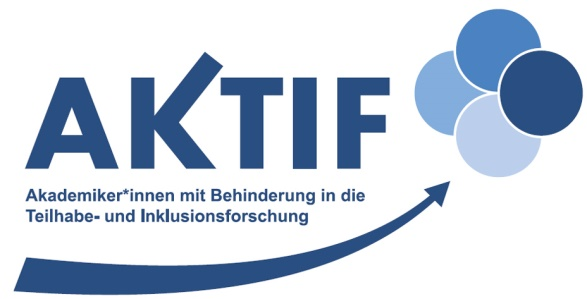 AKTIF
Akademiker*innen mit Behinderung in die
Teilhabe- und Inklusionsforschung